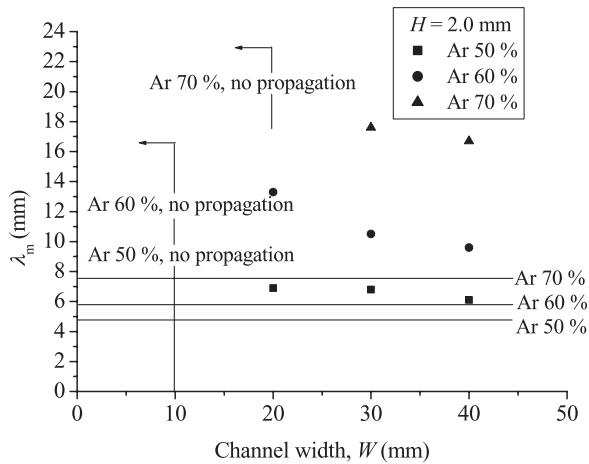 H = 2.0 mm
Ar 50 %
Ar 60 %
Ar 70 %
24
22
20
18
16
14
12
10
8
6
4
2
0
λm (mm)
Ar 70 %, no propagation
Ar 60 %, no propagation
Ar 50 %, no propagation
Ar 70 %
Ar 60 %
Ar 50 %
0 10 20 30 40 50
Channel width, W (mm)